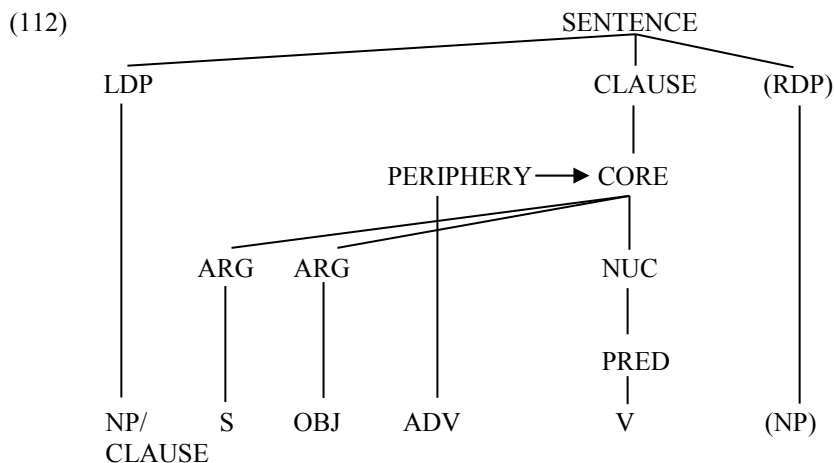 (112) SENTENCE
LDP CLAUSE (RDP)
PERIPHERY CORE
ARG ARG NUC
PRED
NP/ S OBJ ADV V (NP)
CLAUSE